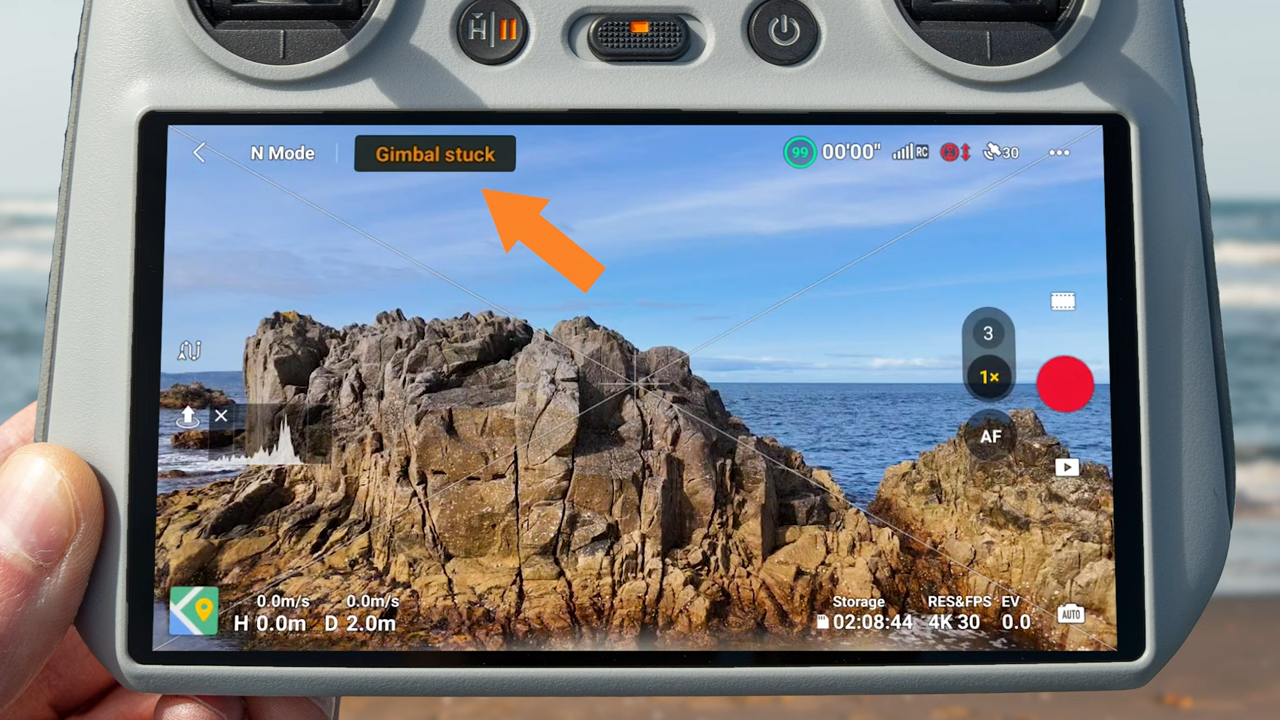 N Mode
Gimbal stuck
99
00'00"
RC
30
3
1×
AF
0.0m/s
0.0m/s
H 0.0m
D 2.0m
Storage
02:08:44
RES&FPS
4K 30
EV
0.0
AUTO